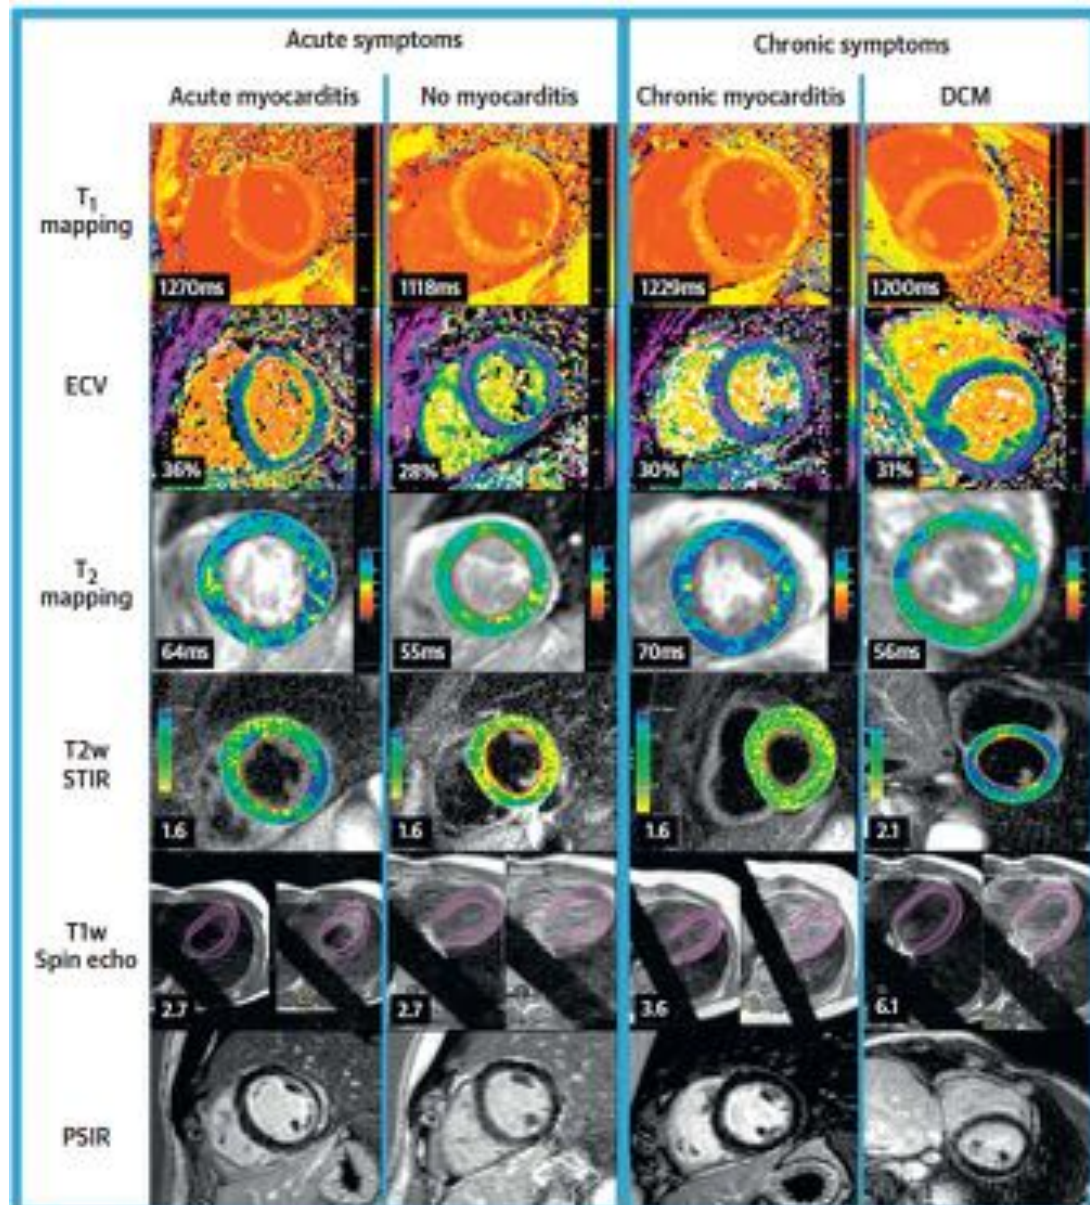 Acute symptoms
Chronic symptoms
Acute myocarditis
No myocarditis
Chronic myocarditis
DCM
T1
mapping
1270ms
1118ms
1229ms
1200ms
ECV
36%
28%
30%
31%
T2
mapping
64ms
55ms
70ms
56ms
T2w
STIR
1.6
1.6
1.6
2.1
T1w
Spin echo
2.7
2.7
3.6
6.1
PSIR